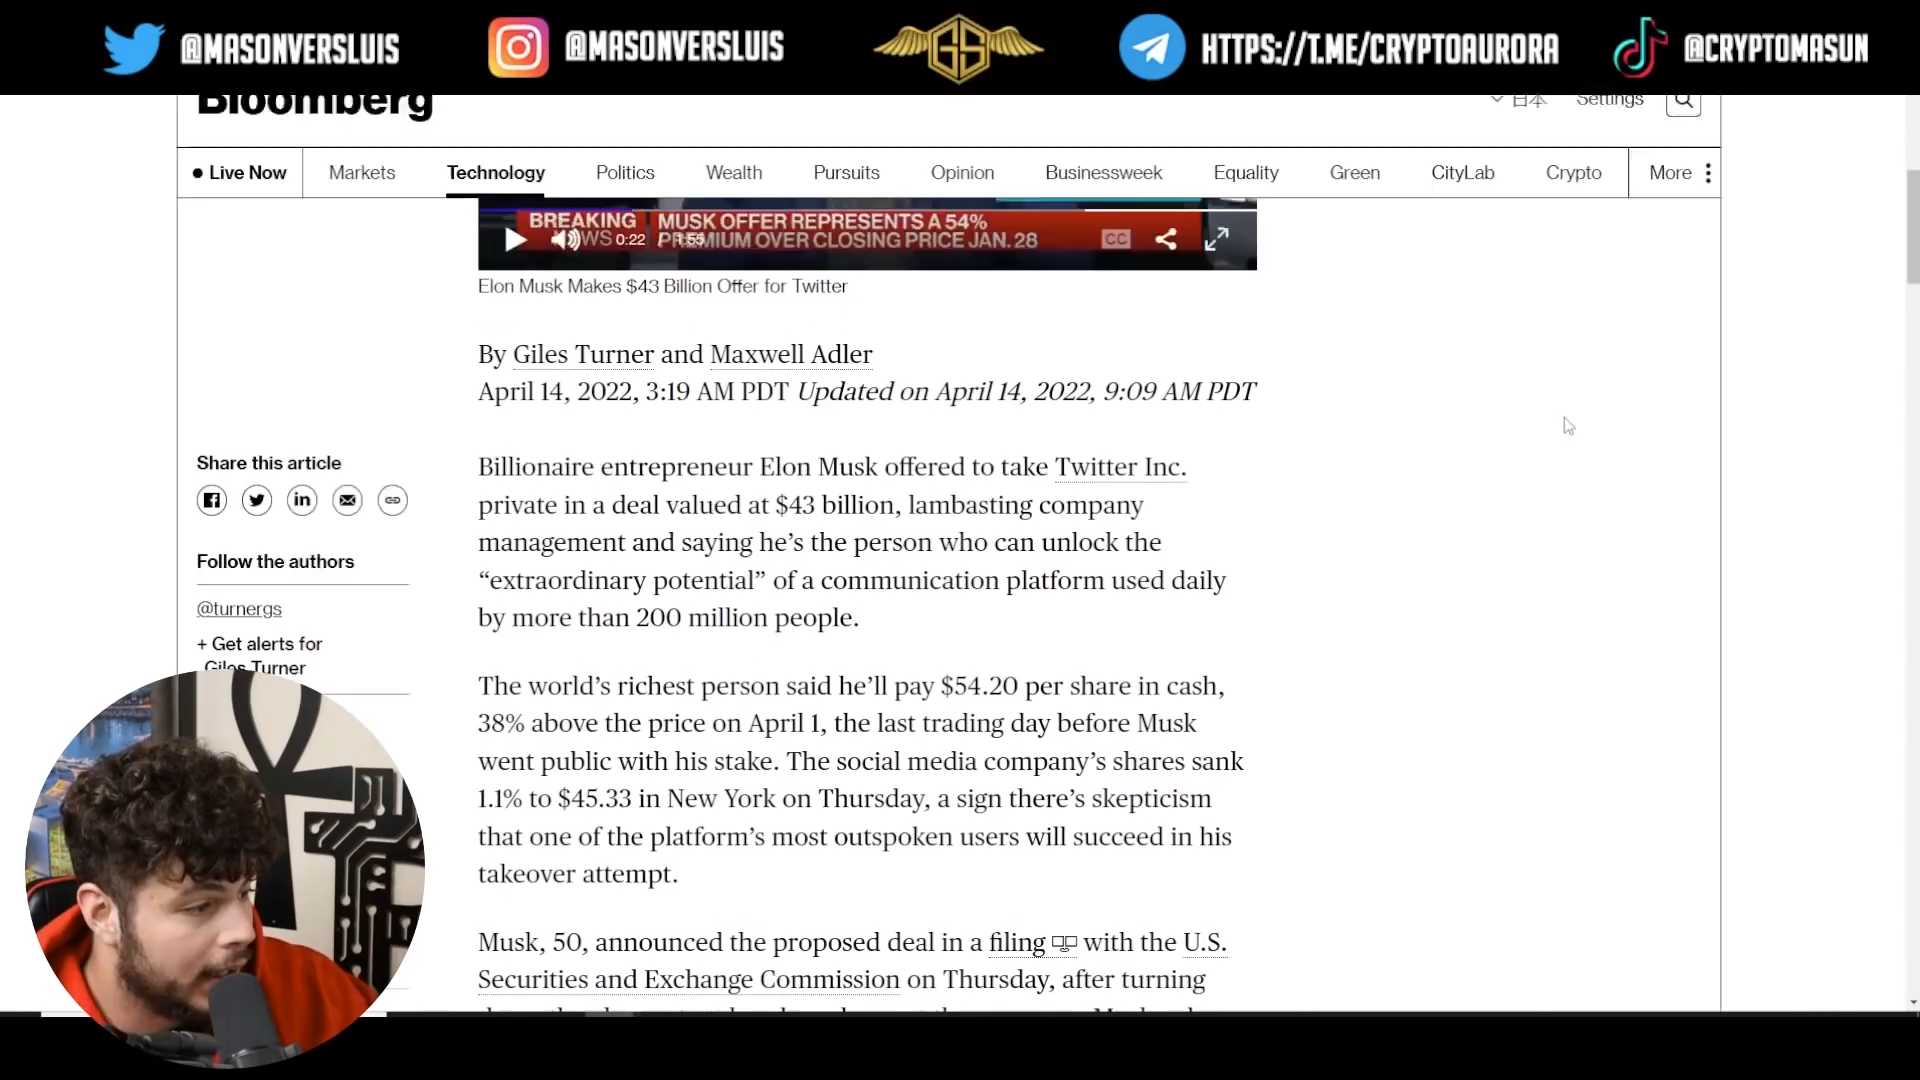 @MASONVERSLUIS @MASONVERSLUIS GS HTTPS://T.ME/CRYPTOAURORA @CRYPTOMASUN
Bloomberg
日本 Settings
Live Now Markets Technology Politics Wealth Pursuits Opinion Businessweek Equality Green CityLab Crypto More
BREAKING MUSK OFFER REPRESENTS A 54%
NEWS 0:22 / 1:55 PREMIUM OVER CLOSING PRICE JAN. 28 CC
Elon Musk Makes $43 Billion Offer for Twitter
By Giles Turner and Maxwell Adler
April 14, 2022, 3:19 AM PDT Updated on April 14, 2022, 9:09 AM PDT
Share this article
Follow the authors
@turnergs
+ Get alerts for
Giles Turner
Billionaire entrepreneur Elon Musk offered to take Twitter Inc.
private in a deal valued at $43 billion, lambasting company
management and saying he’s the person who can unlock the
“extraordinary potential” of a communication platform used daily
by more than 200 million people.
The world’s richest person said he’ll pay $54.20 per share in cash,
38% above the price on April 1, the last trading day before Musk
went public with his stake. The social media company’s shares sank
1.1% to $45.33 in New York on Thursday, a sign there’s skepticism
that one of the platform’s most outspoken users will succeed in his
takeover attempt.
Musk, 50, announced the proposed deal in a filing with the U.S.
Securities and Exchange Commission on Thursday, after turning